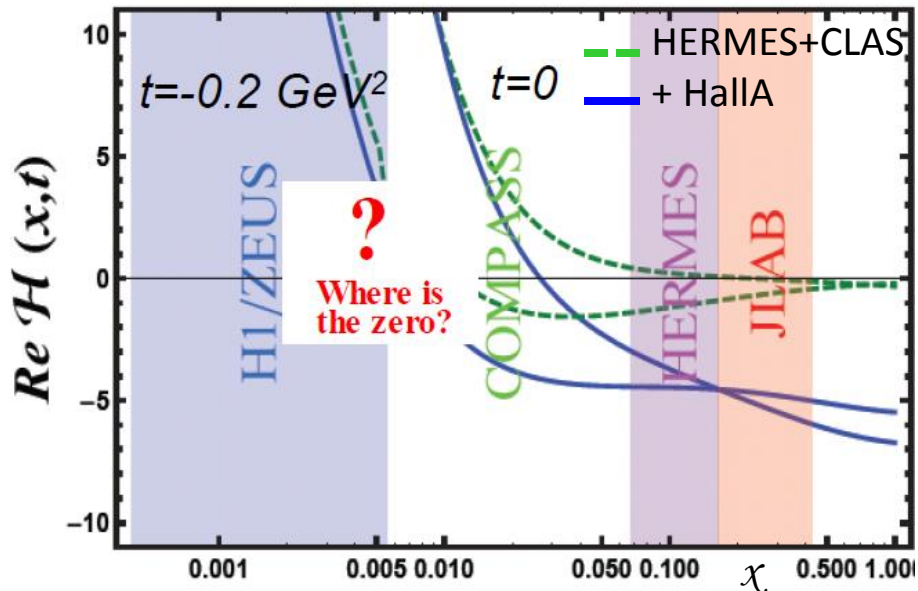 10
5
0
−5
−10
Re H (x,t)
t=-0.2 GeV²
t=0
HERMES+CLAS
+ HallA
H1/ZEUS
?
Where is
the zero?
COMPASS
HERMES
JLAB
0.001
0.005
0.010
0.050
0.100
x
0.500
1.000